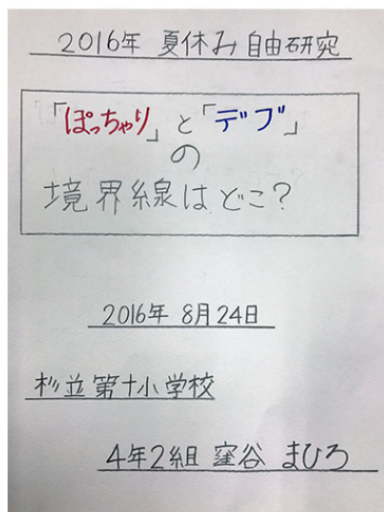 2016年 夏休み 自由研究
「ぽっちゃり」と「デブ」
の
境界線はどこ?
2016年 8月24日
杉並第十小学校
4年2組 窪谷 まひろ